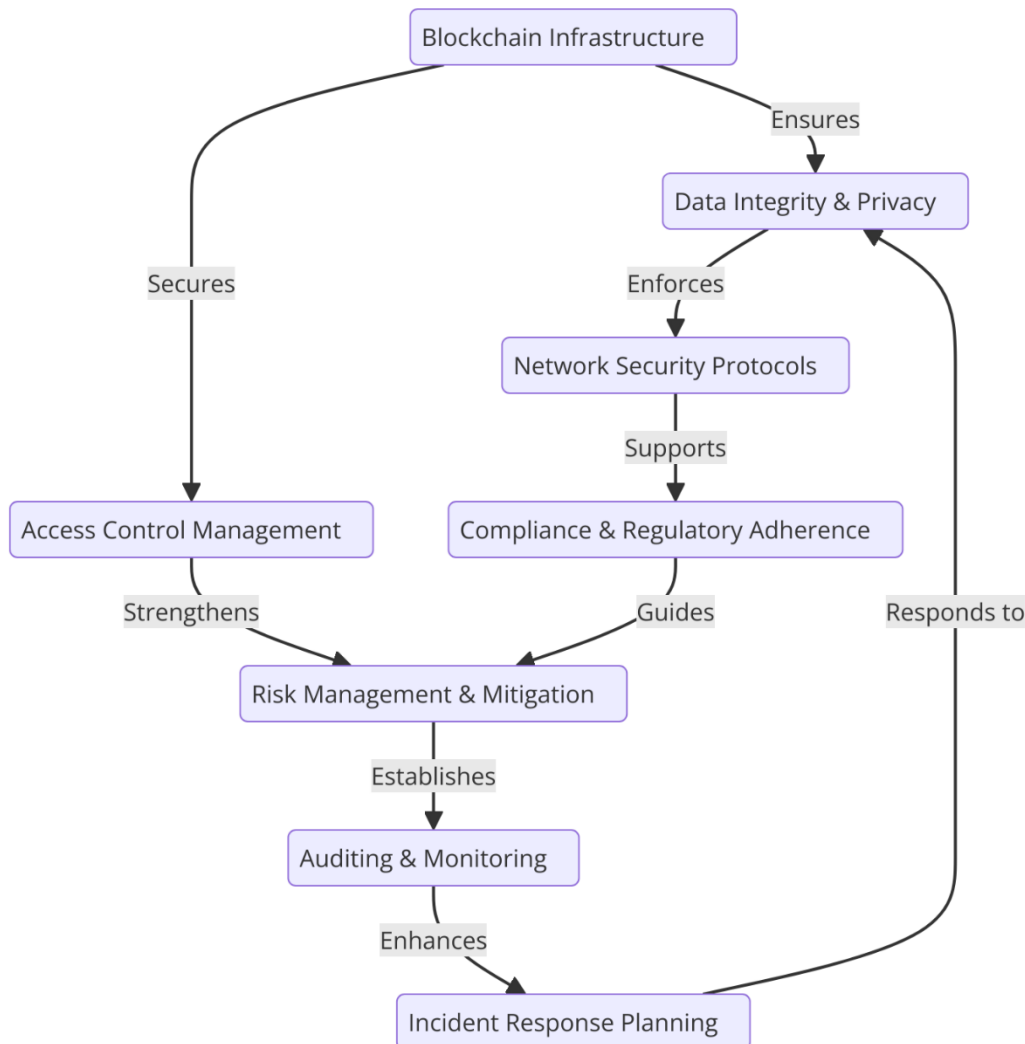 Blockchain Infrastructure
Ensures
Data Integrity & Privacy
Secures
Enforces
Network Security Protocols
Supports
Access Control Management
Compliance & Regulatory Adherence
Strengthens
Guides
Responds to
Risk Management & Mitigation
Establishes
Auditing & Monitoring
Enhances
Incident Response Planning